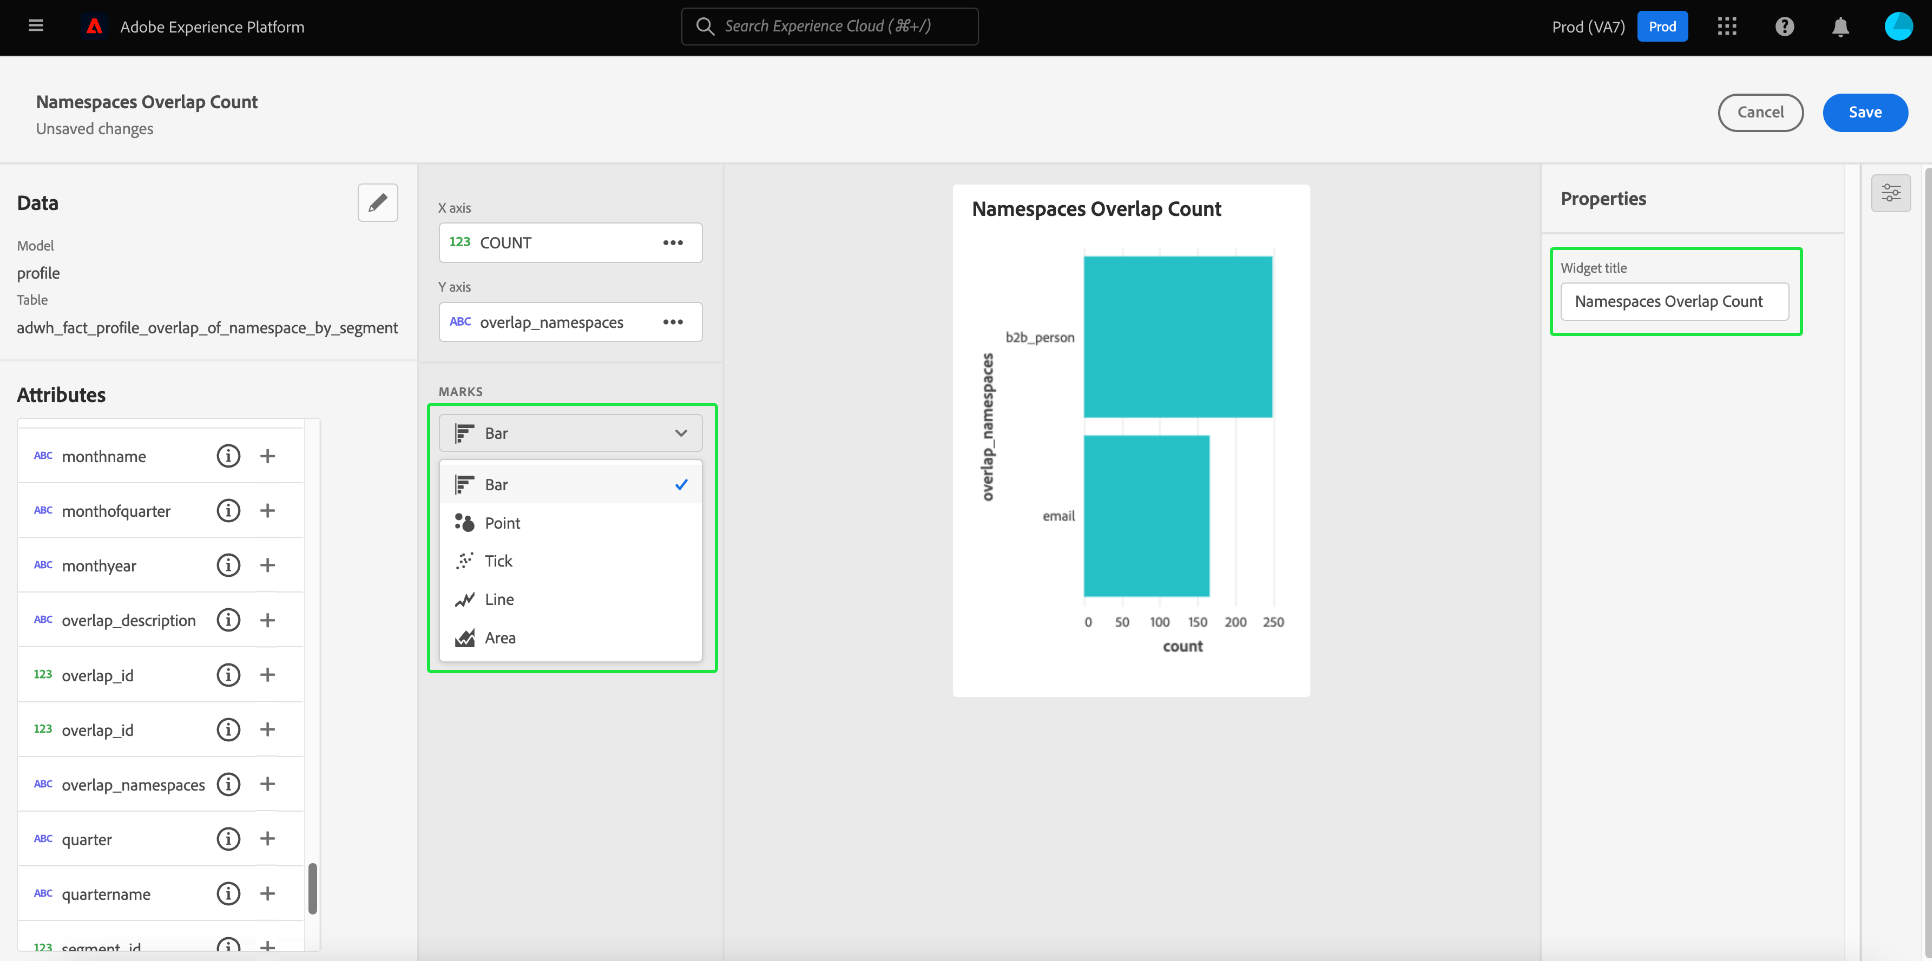 Adobe Experience Platform
Search Experience Cloud (⌘+/)
Prod (VA7)
Prod
Namespaces Overlap Count
Unsaved changes
Cancel
Save
Data
Model
profile
Table
adwh_fact_profile_overlap_of_namespace_by_segment
Attributes
ABC monthname
ABC monthofquarter
ABC monthyear
ABC overlap_description
123 overlap_id
123 overlap_id
ABC overlap_namespaces
ABC quarter
ABC quartername
123 segment_id
X axis
123 COUNT
Y axis
ABC overlap_namespaces
MARKS
Bar
Bar
Point
Tick
Line
Area
Namespaces Overlap Count
overlap_namespaces
b2b_person
email
0 50 100 150 200 250
count
Properties
Widget title
Namespaces Overlap Count